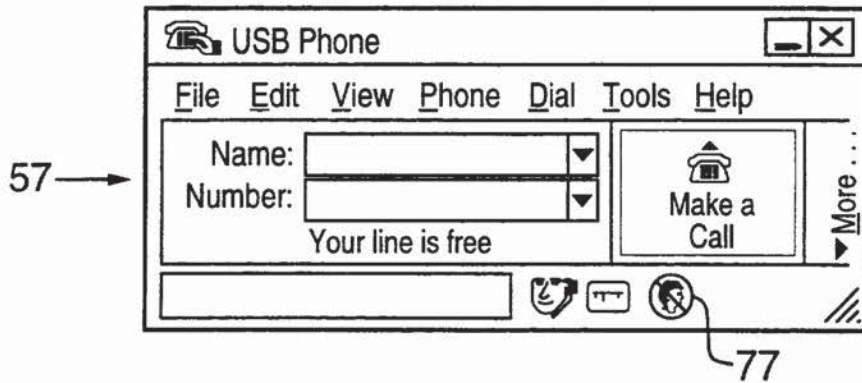 USB Phone
File Edit View Phone Dial Tools Help
Name:
Number:
Your line is free
Make a
Call
More ...
57
77